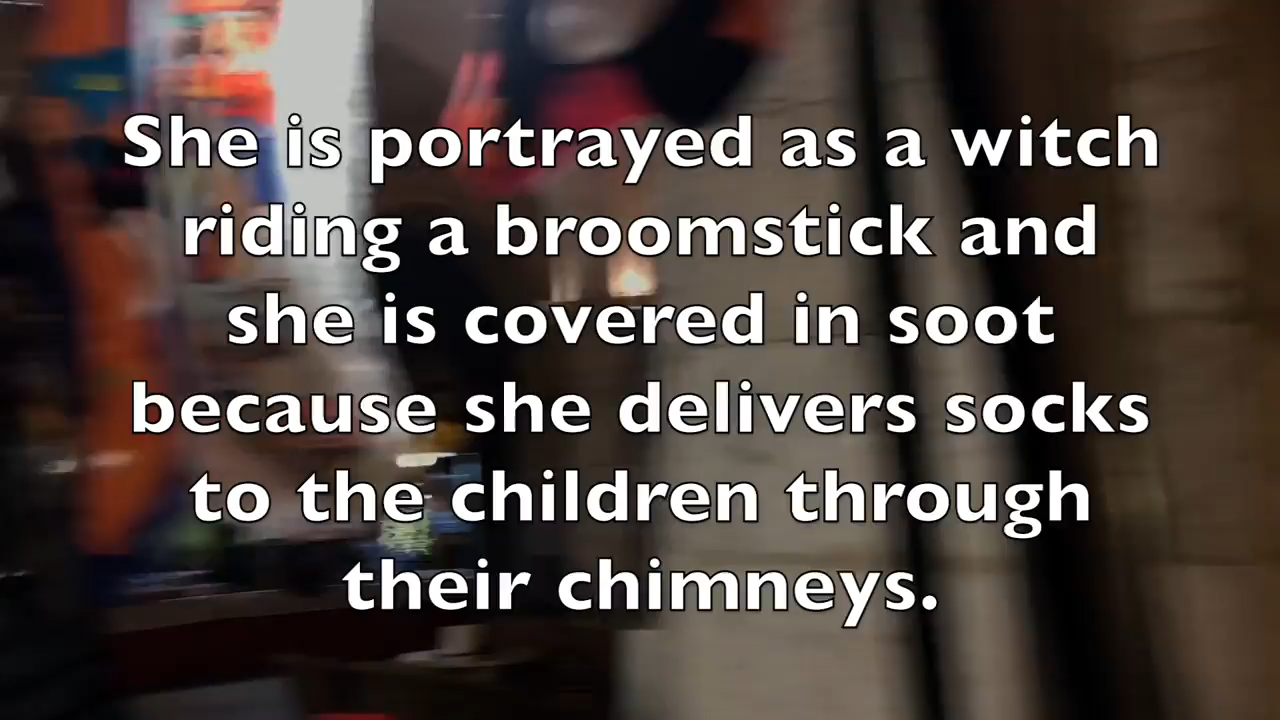 She is portrayed as a witch
riding a broomstick and
she is covered in soot
because she delivers socks
to the children through
their chimneys.